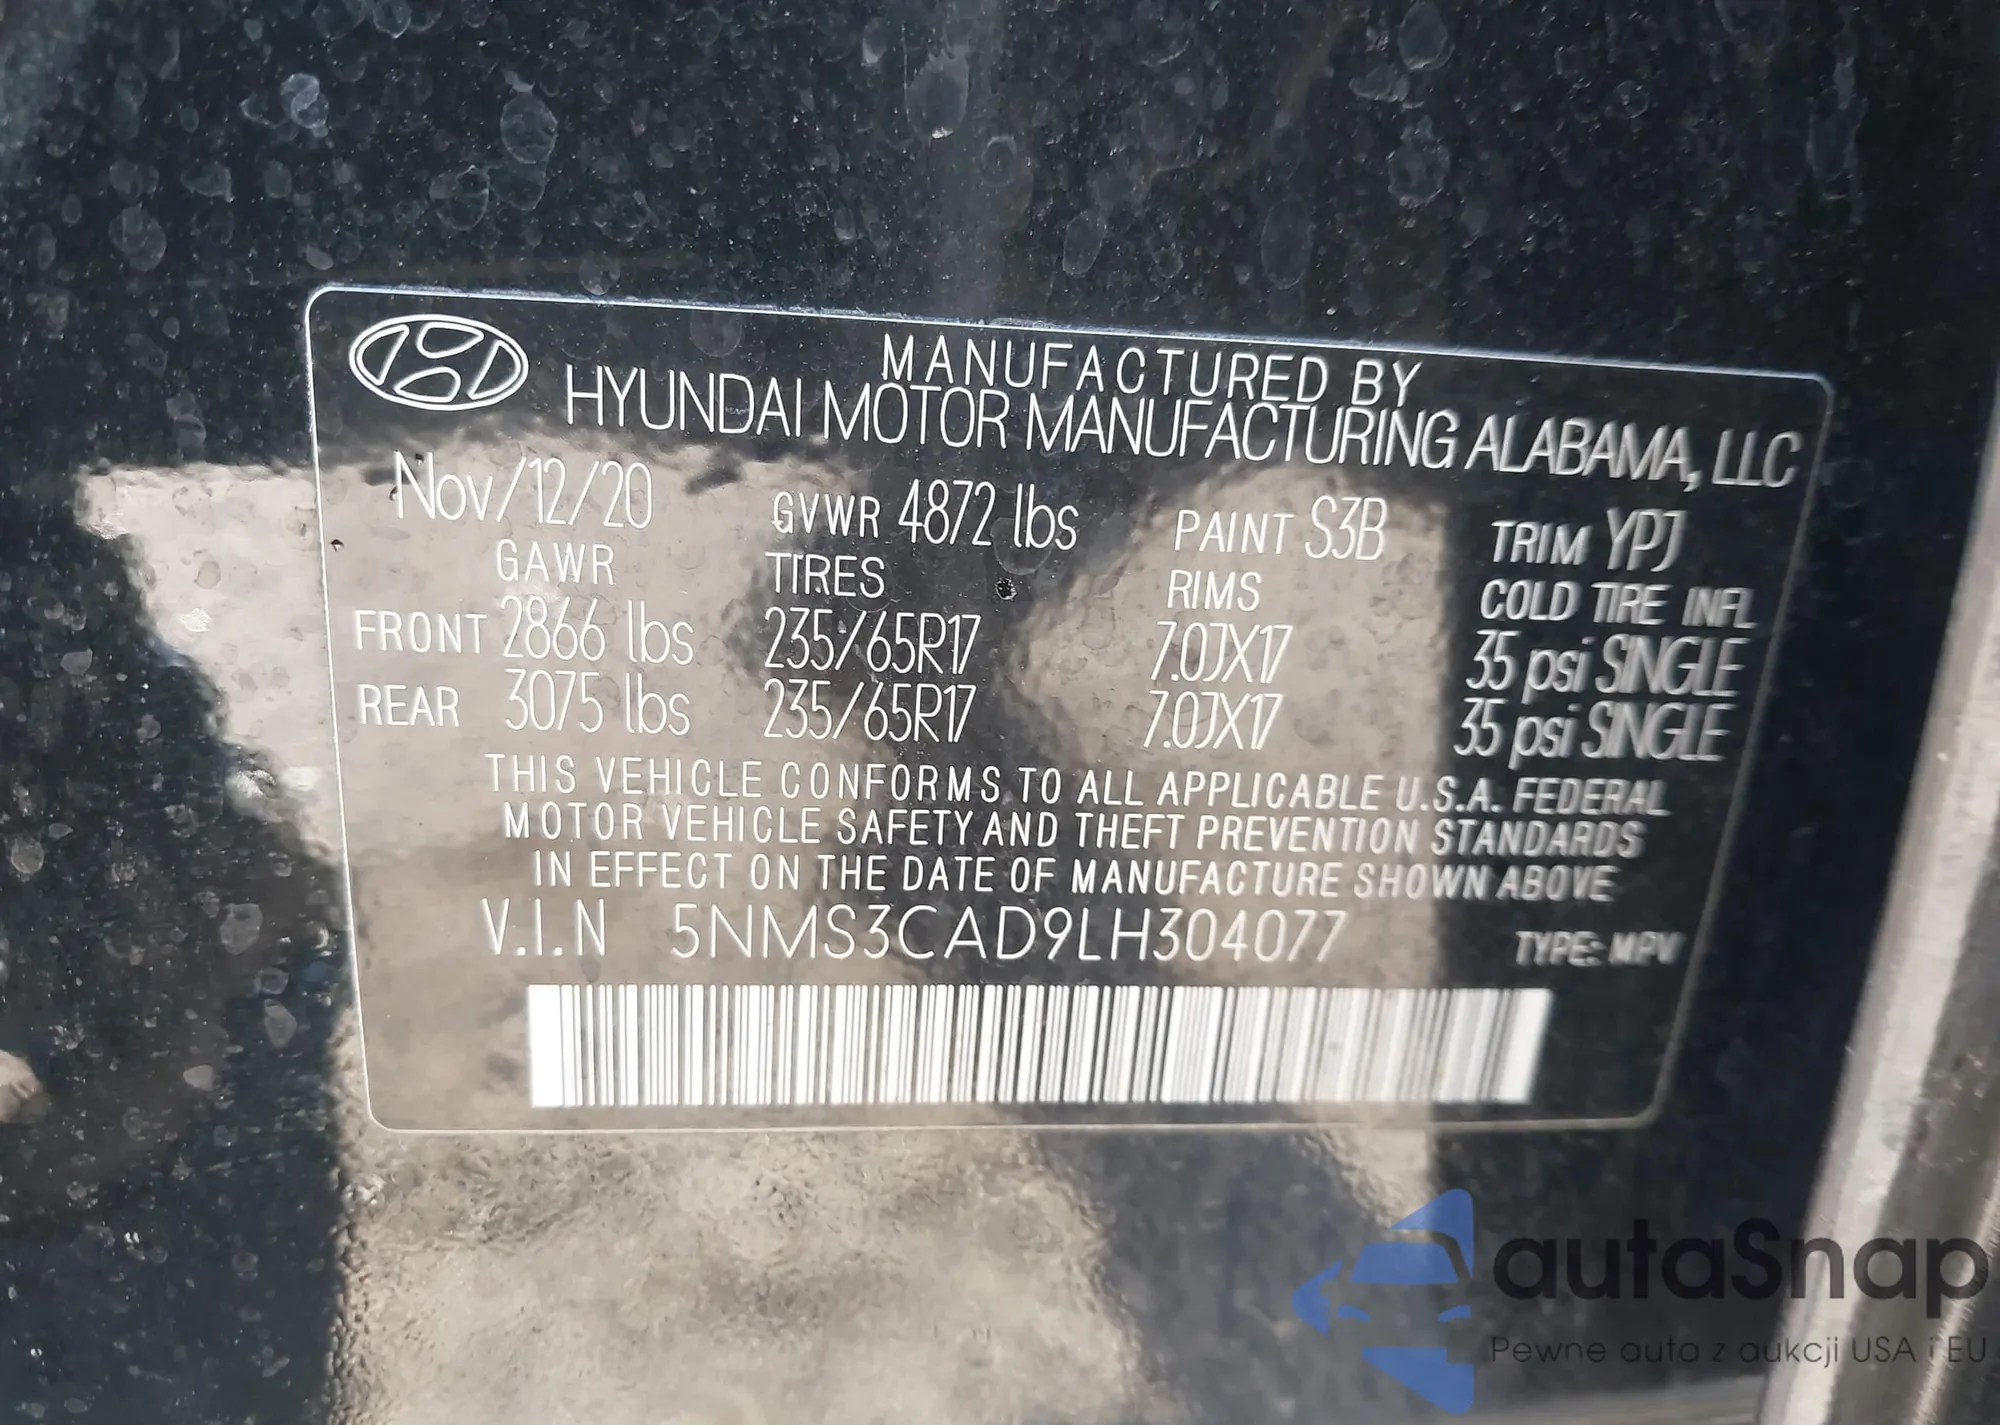 MANUFACTURED BY
HYUNDAI MOTOR MANUFACTURING ALABAMA, LLC
Nov/12/20 GVWR 4872 lbs PAINT S3B TRIM YPJ
GAWR TIRES RIMS COLD TIRE INFL
FRONT 2866 lbs 235/65R17 7.0JX17 35 psi SINGLE
REAR 3075 lbs 235/65R17 7.0JX17 35 psi SINGLE
THIS VEHICLE CONFORMS TO ALL APPLICABLE U.S.A. FEDERAL
MOTOR VEHICLE SAFETY AND THEFT PREVENTION STANDARDS
IN EFFECT ON THE DATE OF MANUFACTURE SHOWN ABOVE
V.I.N 5NMS3CAD9LH304077 TYPE: MPV
autaSnap
Pewne auta z aukcji USA i EU